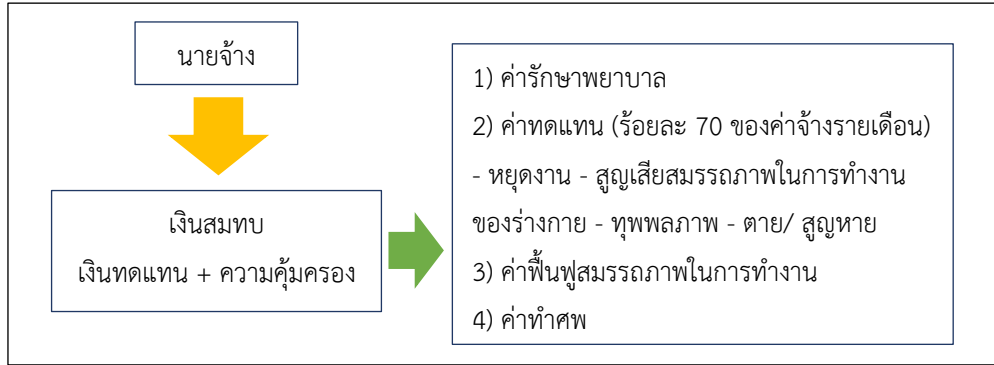 นายจ้าง
เงินสมทบ
เงินทดแทน + ความคุ้มครอง
1) ค่ารักษาพยาบาล
2) ค่าทดแทน (ร้อยละ 70 ของค่าจ้างรายเดือน)
- หยุดงาน - สูญเสียสมรรถภาพในการทำงาน
ของร่างกาย - ทุพพลภาพ - ตาย/ สูญหาย
3) ค่าฟื้นฟูสมรรถภาพในการทำงาน
4) ค่าทำศพ